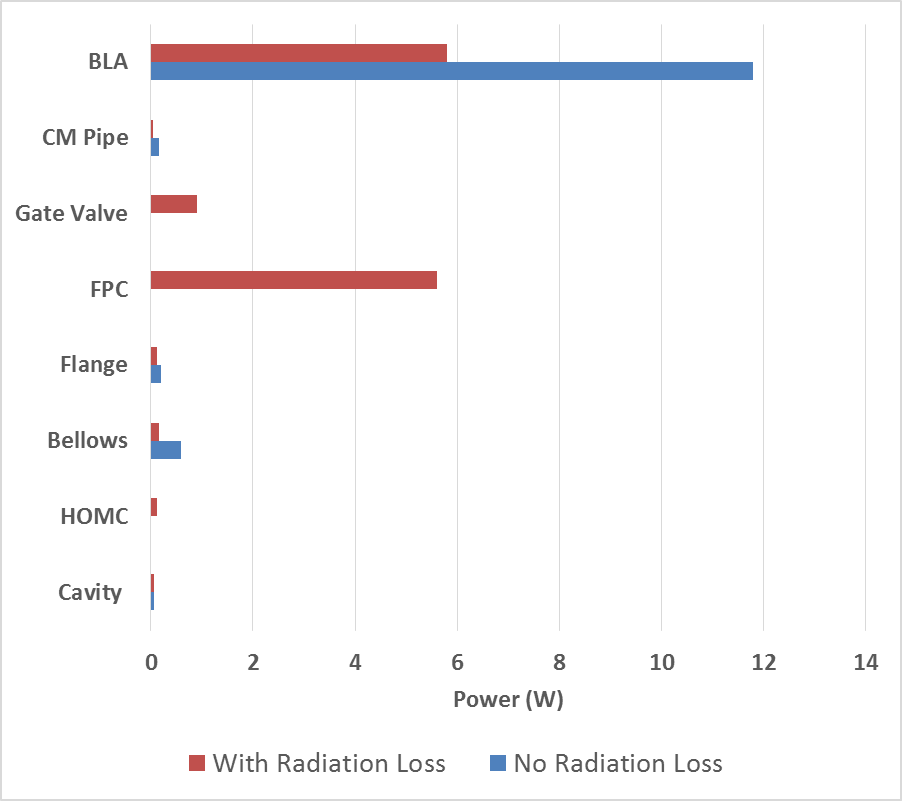 BLA
CM Pipe
Gate Valve
FPC
Flange
Bellows
HOMC
Cavity
0 2 4 6 8 10 12 14
Power (W)
With Radiation Loss No Radiation Loss